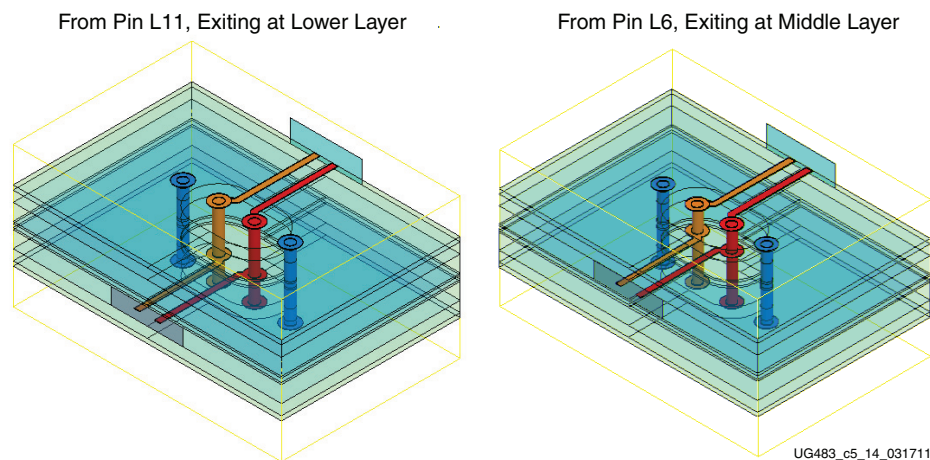 From Pin L11, Exiting at Lower Layer
From Pin L6, Exiting at Middle Layer
UG483_c5_14_031711